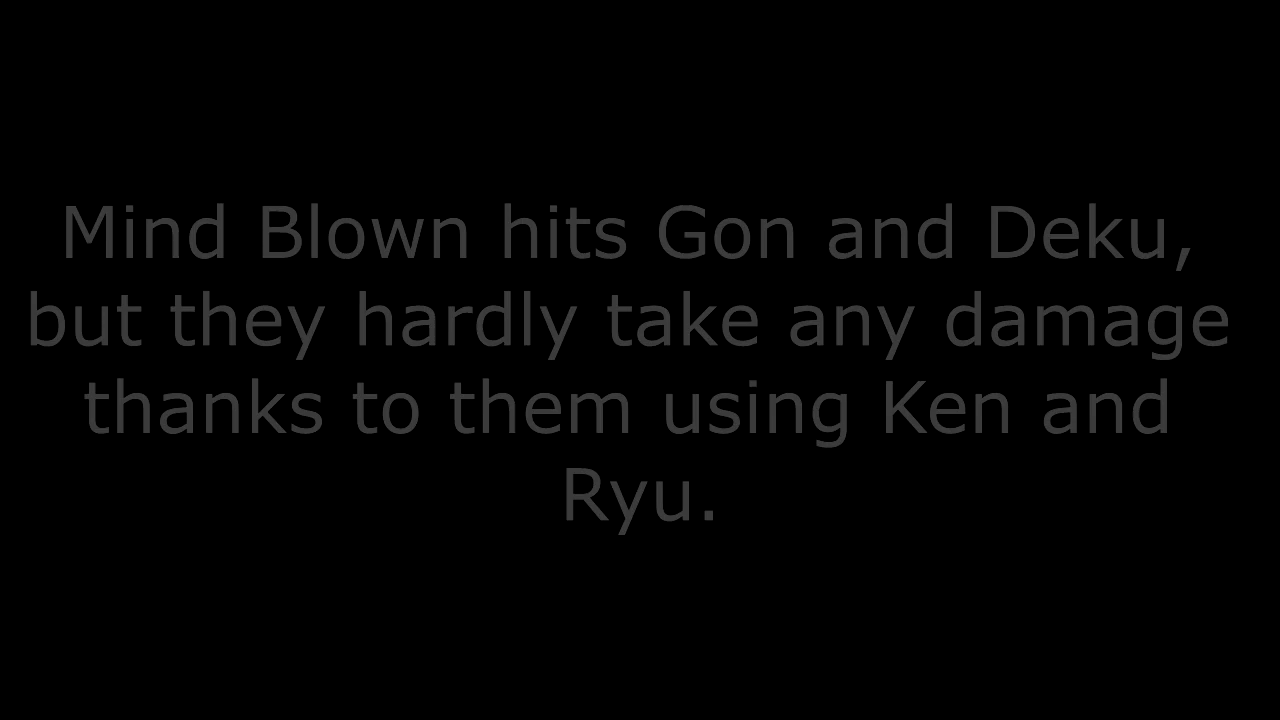 Mind Blown hits Gon and Deku,
but they hardly take any damage
thanks to them using Ken and
Ryu.